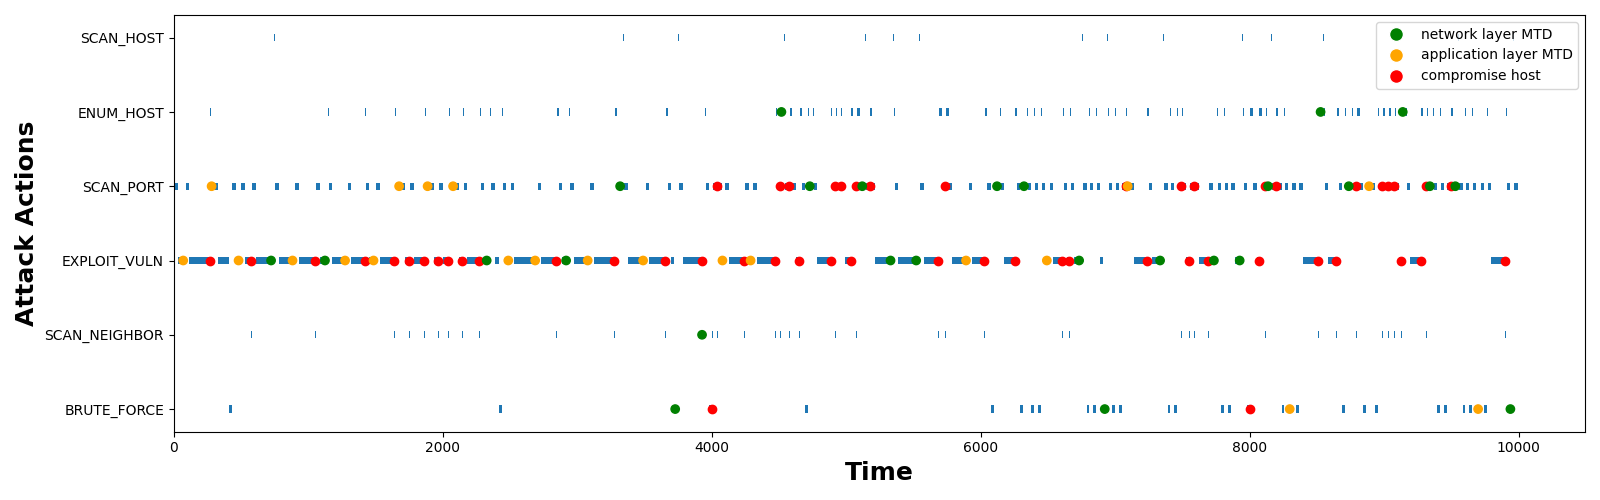 SCAN_HOST
ENUM_HOST
SCAN_PORT
EXPLOIT_VULN
SCAN_NEIGHBOR
BRUTE_FORCE
Attack Actions
network layer MTD
application layer MTD
compromise host
0 2000 4000 6000 8000 10000
Time